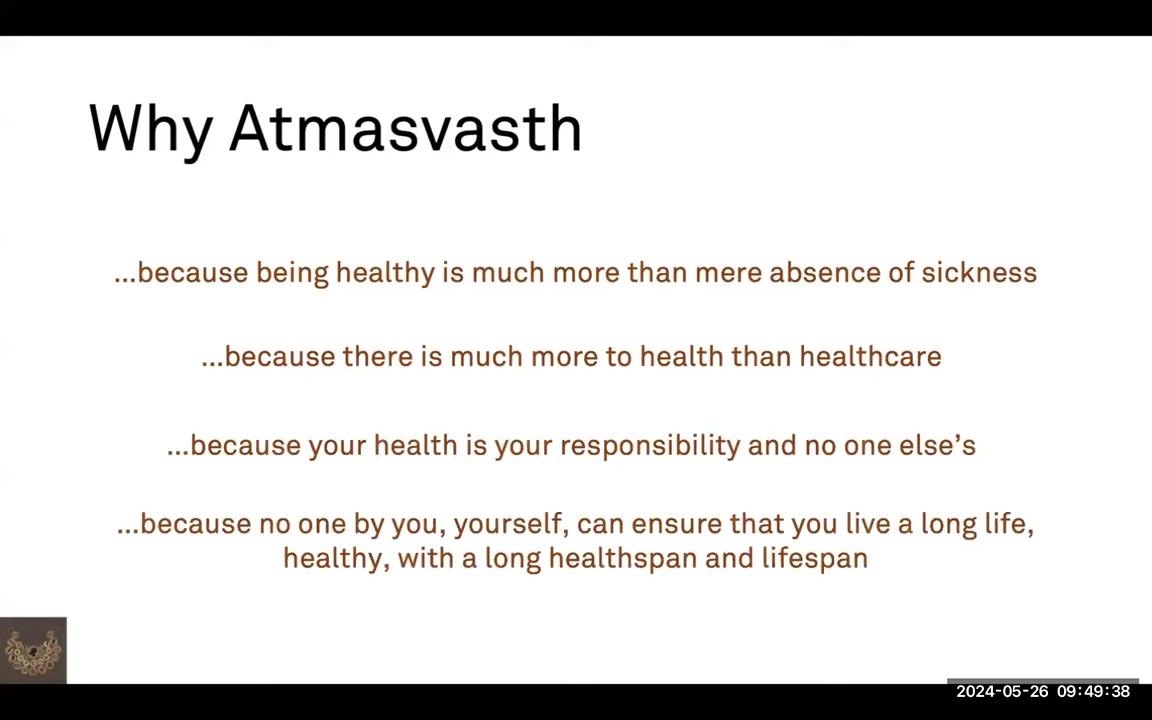 Why Atmasvasth
...because being healthy is much more than mere absence of sickness
...because there is much more to health than healthcare
...because your health is your responsibility and no one else’s
...because no one by you, yourself, can ensure that you live a long life,
healthy, with a long healthspan and lifespan
2024-05-26 09:49:38